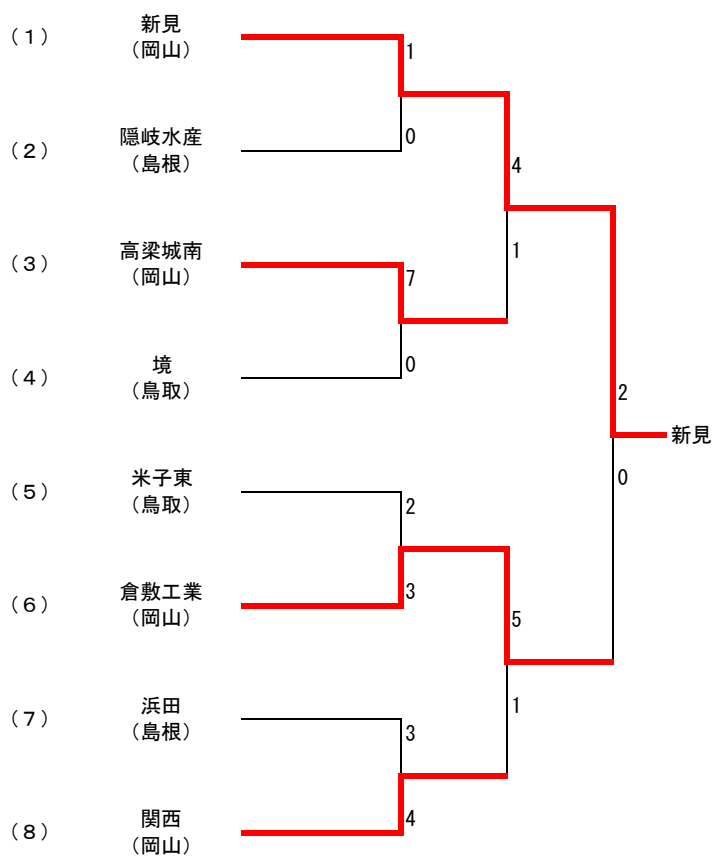 （１） 新見
（岡山）
1
（２） 隠岐水産
（島根）
0
4
（３） 高梁城南
（岡山）
7
1
（４） 境
（鳥取）
0
2
新見
（５） 米子東
（鳥取）
2
0
（６） 倉敷工業
（岡山）
3
5
（７） 浜田
（島根）
3
1
（８） 関西
（岡山）
4